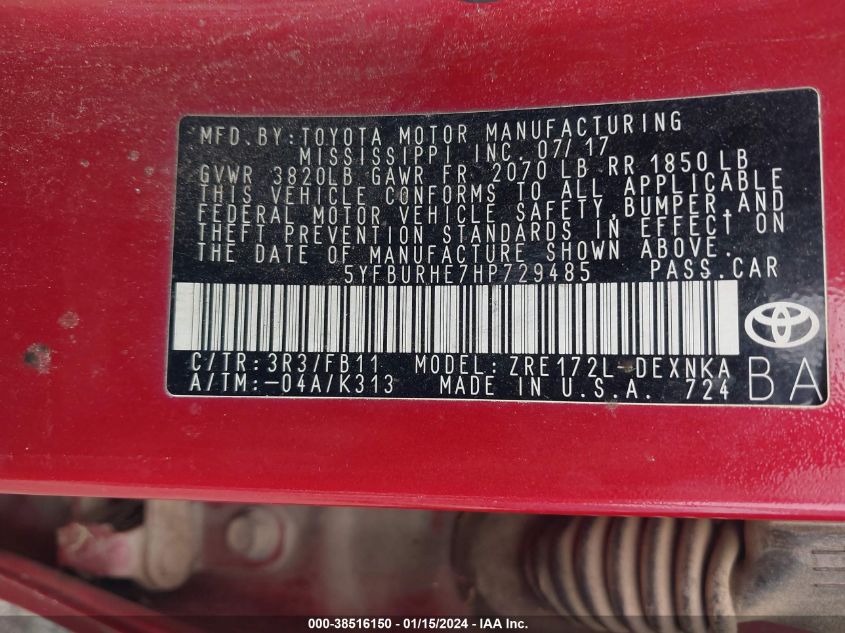 MFD.BY:TOYOTA MOTOR MANUFACTURING
MISSISSIPPI INC. 07/17
GVWR 3820LB GAWR FR 2070 LB RR 1850 LB
THIS VEHICLE CONFORMS TO ALL APPLICABLE
FEDERAL MOTOR VEHICLE SAFETY,BUMPER,AND
THEFT PREVENTION STANDARDS IN EFFECT ON
THE DATE OF MANUFACTURE SHOWN ABOVE.
5YFBURHE7HP729485 PASS.CAR
C/TR:3R3/FB11 MODEL:ZRE172L-DEXNKA
A/TM:-04A/K313 MADE IN U.S.A. 724
BA
000-38516150 - 01/15/2024 - IAA Inc.